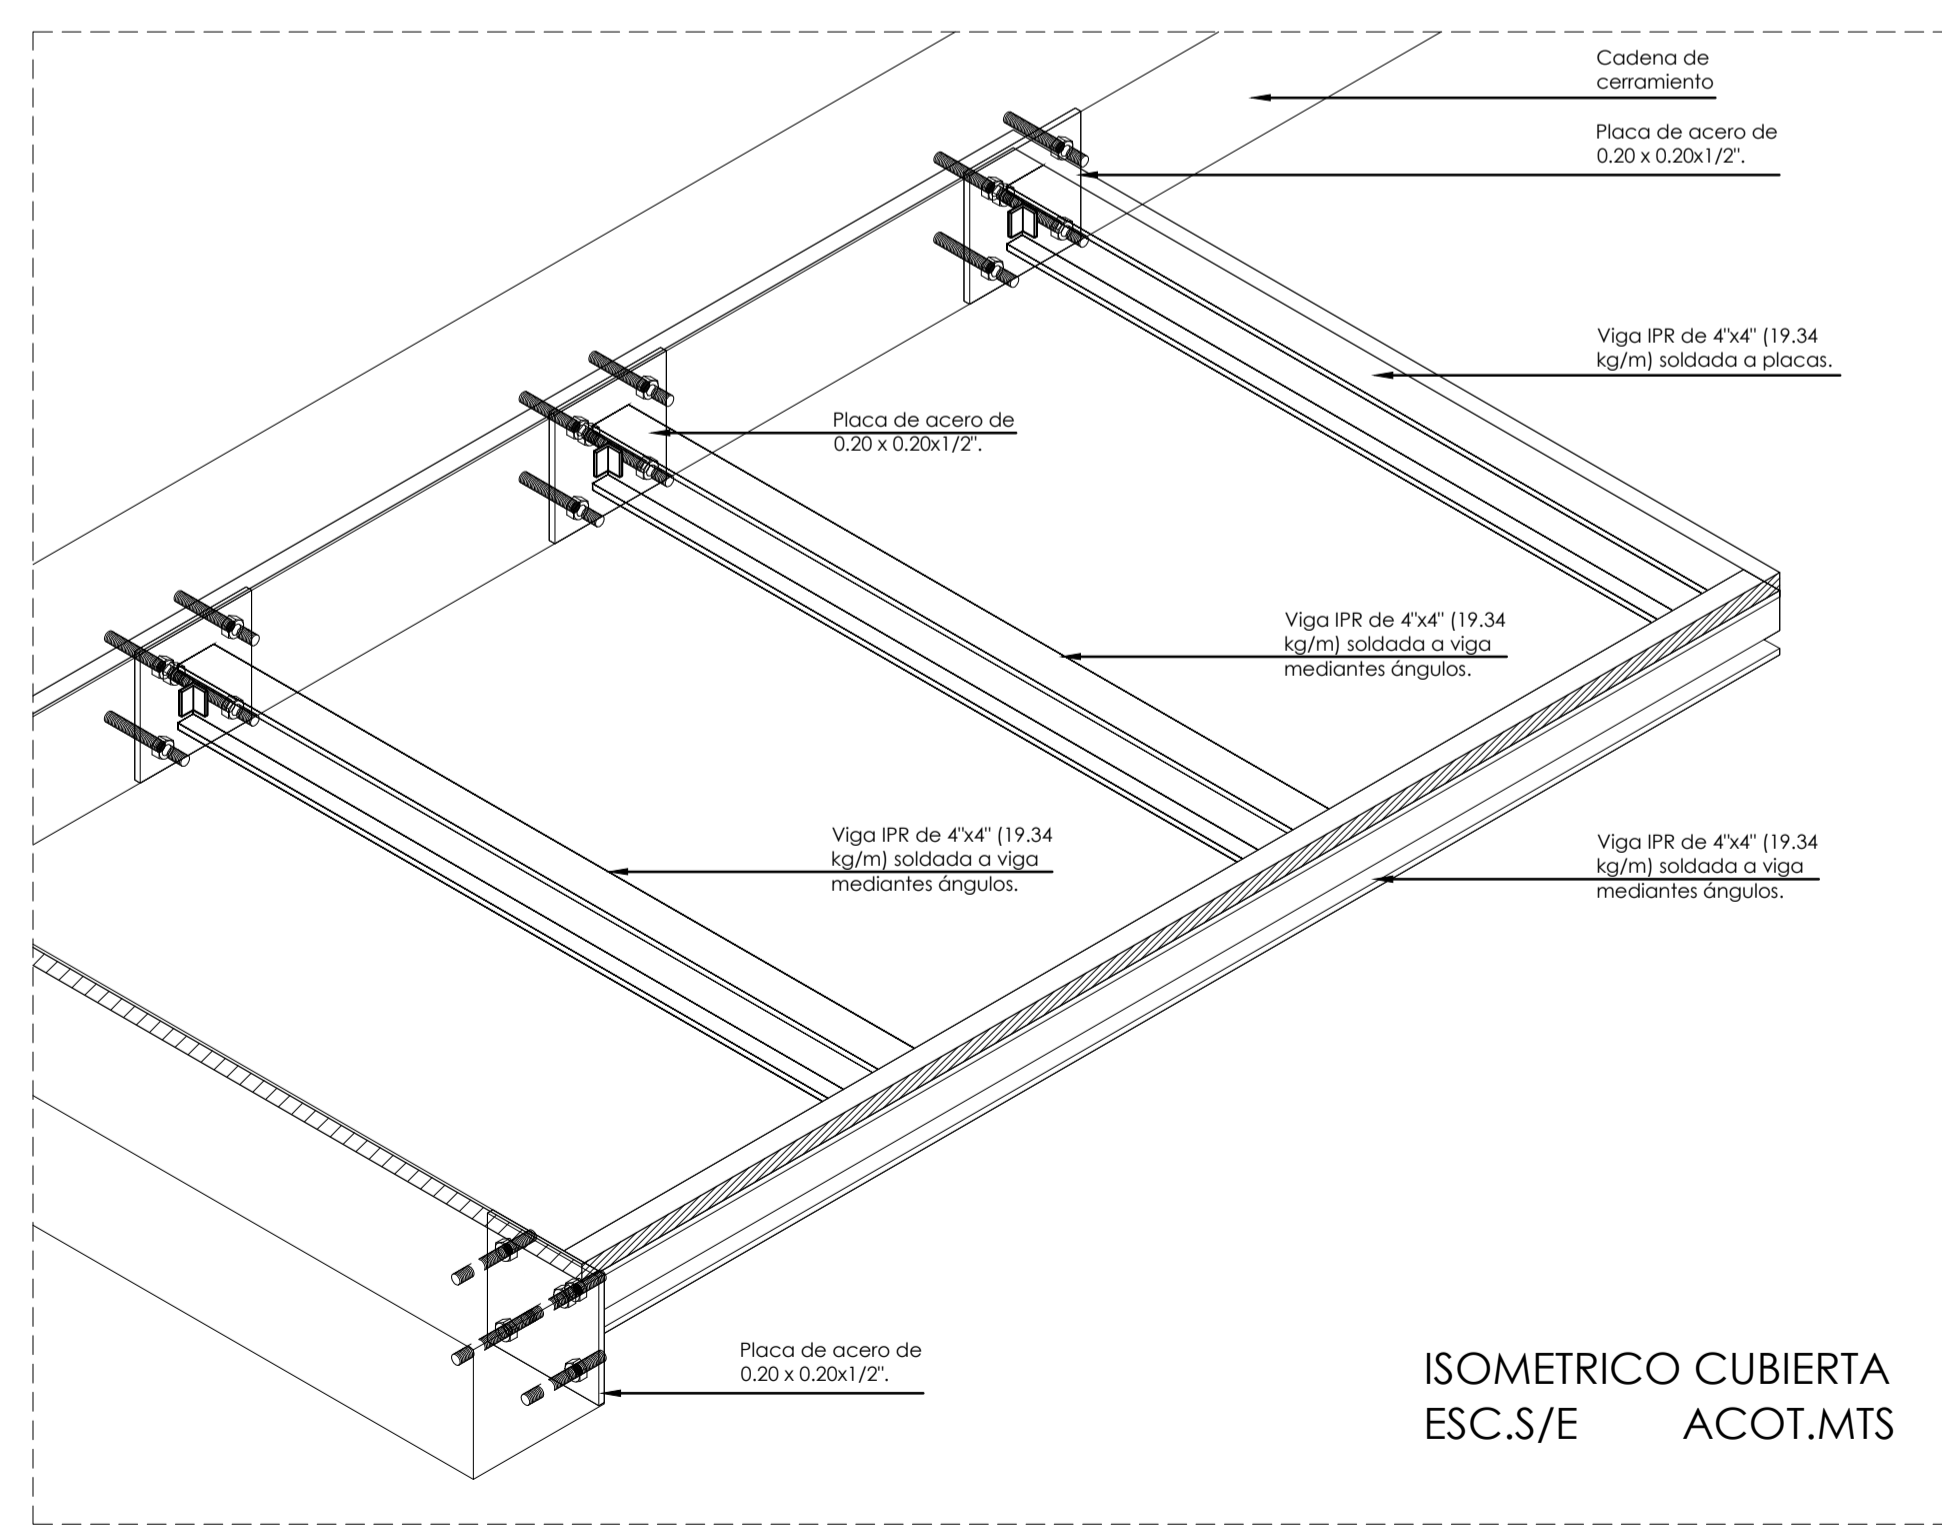 Cadena de
cerramiento
Placa de acero de
0.20 x 0.20x1/2".
Viga IPR de 4"x4" (19.34
kg/m) soldada a placas.
Placa de acero de
0.20 x 0.20x1/2".
Viga IPR de 4"x4" (19.34
kg/m) soldada a viga
mediantes ángulos.
Viga IPR de 4"x4" (19.34
kg/m) soldada a viga
mediantes ángulos.
Viga IPR de 4"x4" (19.34
kg/m) soldada a viga
mediantes ángulos.
Placa de acero de
0.20 x 0.20x1/2".
ISOMETRICO CUBIERTA
ESC.S/E ACOT.MTS